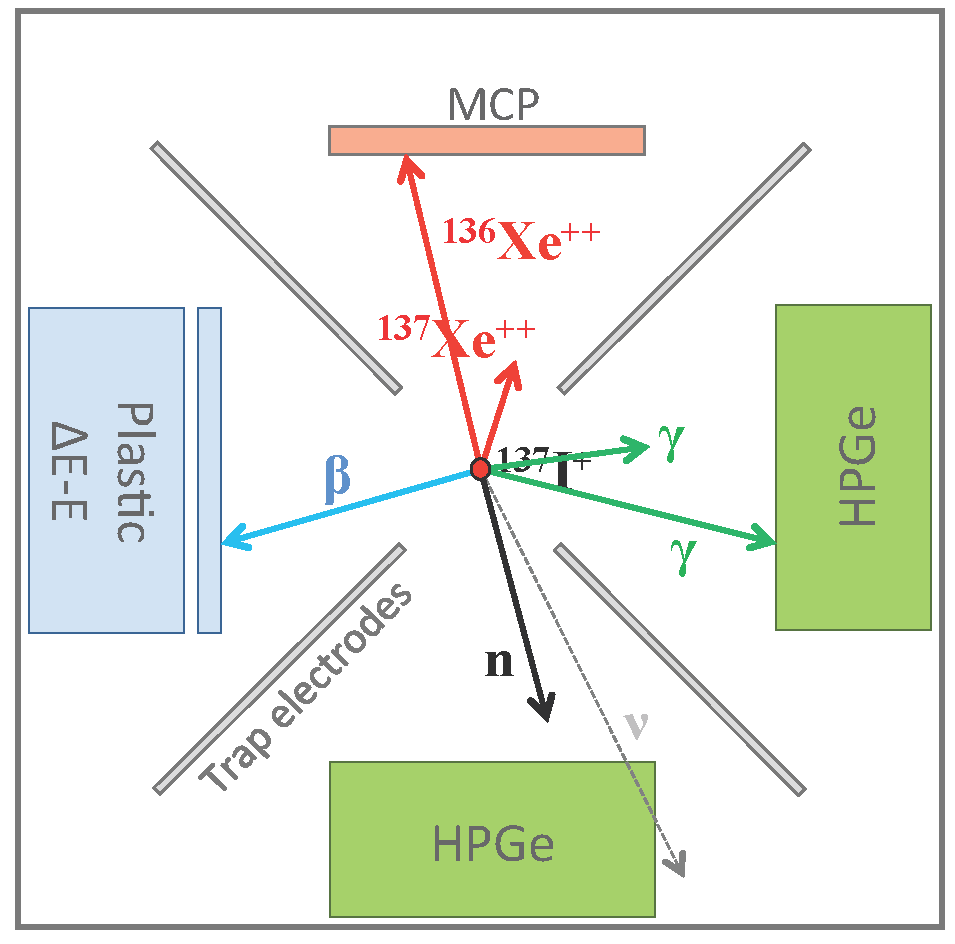 MCP
¹³⁶Xe⁺⁺
¹³⁷Xe⁺⁺
Plastic
ΔE-E
β
¹³⁷I⁺
γ
γ
HPGe
n
ν
Trap electrodes
HPGe